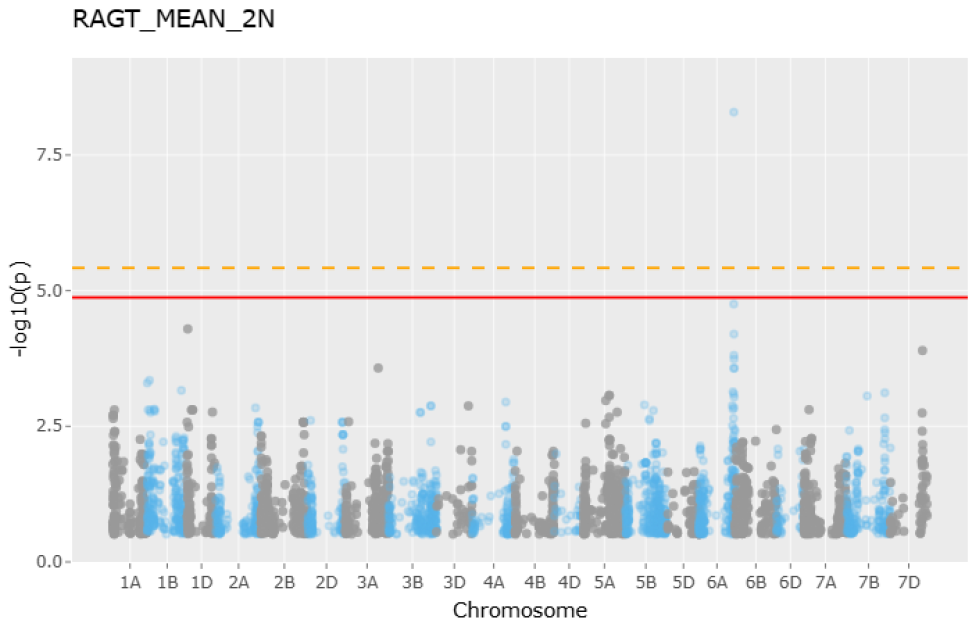 RAGT_MEAN_2N
7.5
5.0
2.5
0.0
-log10(p)
1A 1B 1D 2A 2B 2D 3A 3B 3D 4A 4B 4D 5A 5B 5D 6A 6B 6D 7A 7B 7D
Chromosome